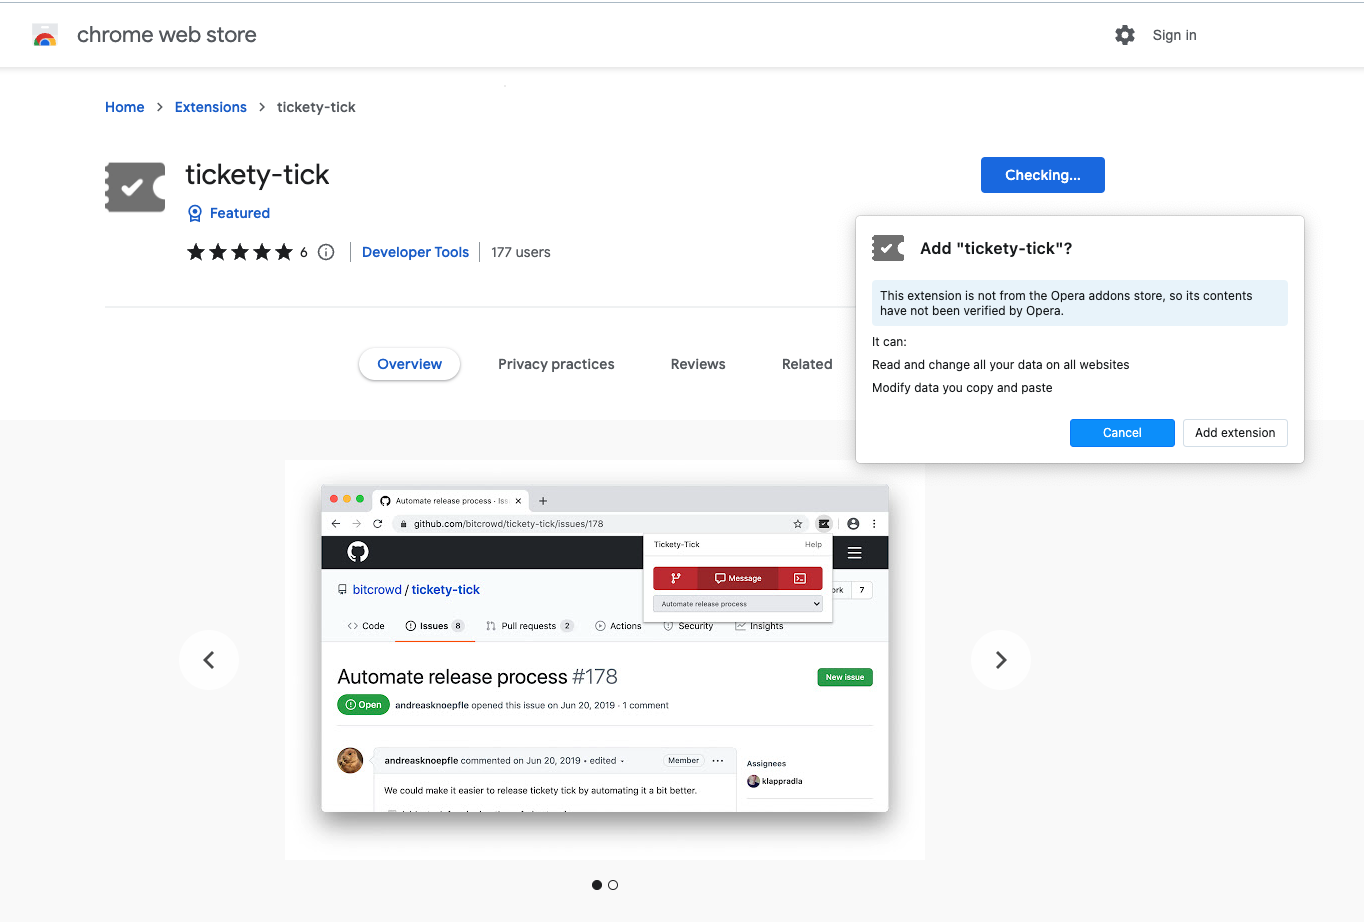 chrome web store
Sign in
Home > Extensions > tickety-tick
tickety-tick
Checking...
Featured
6
Developer Tools
177 users
Add "tickety-tick"?
This extension is not from the Opera addons store, so its contents
have not been verified by Opera.
It can:
Read and change all your data on all websites
Modify data you copy and paste
Cancel
Add extension
Overview
Privacy practices
Reviews
Related
Automate release process · Iss
github.com/bitcrowd/tickety-tick/issues/178
Tickety-Tick
Help
Message
Automate release process
bitcrowd / tickety-tick
7
Code
Issues 8
Pull requests 2
Actions
Security
Insights
Automate release process #178
New issue
Open
andreasknoepfle opened this issue on Jun 20, 2019 · 1 comment
andreasknoepfle commented on Jun 20, 2019 • edited
Member
Assignees
klappradla
We could make it easier to release tickety tick by automating it a bit better.